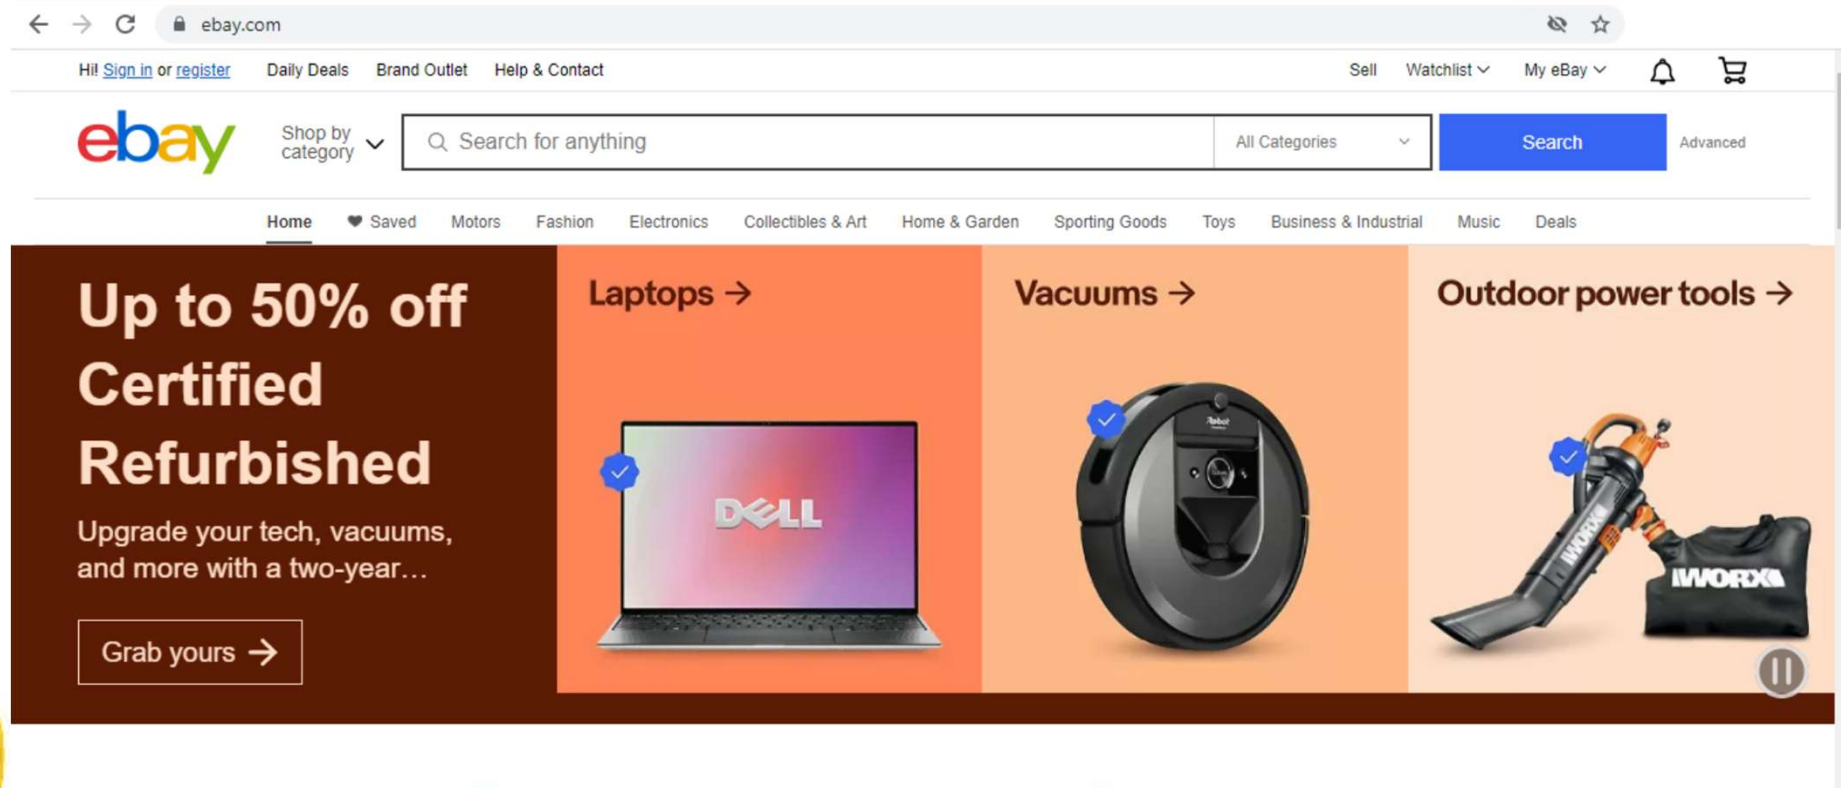 ebay.com
Hi! Sign in or register Daily Deals Brand Outlet Help & Contact Sell Watchlist My eBay
ebay Shop by category Search for anything All Categories Search Advanced
Home Saved Motors Fashion Electronics Collectibles & Art Home & Garden Sporting Goods Toys Business & Industrial Music Deals
Up to 50% off
Certified
Refurbished
Upgrade your tech, vacuums,
and more with a two-year...
Grab yours
Laptops
DELL
Vacuums
iRobot
Outdoor power tools
WORX
WORX